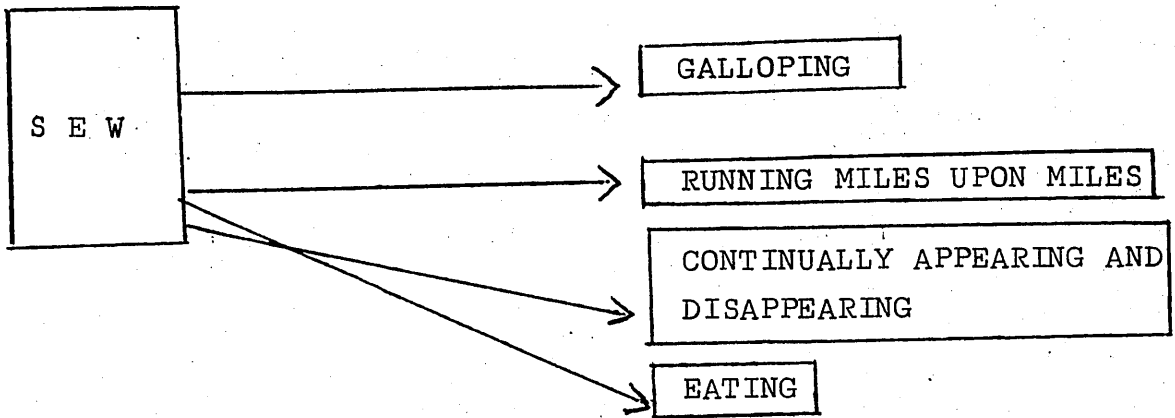 GALLOPING
S E W
RUNNING MILES UPON MILES
CONTINUALLY APPEARING AND
DISAPPEARING
EATING